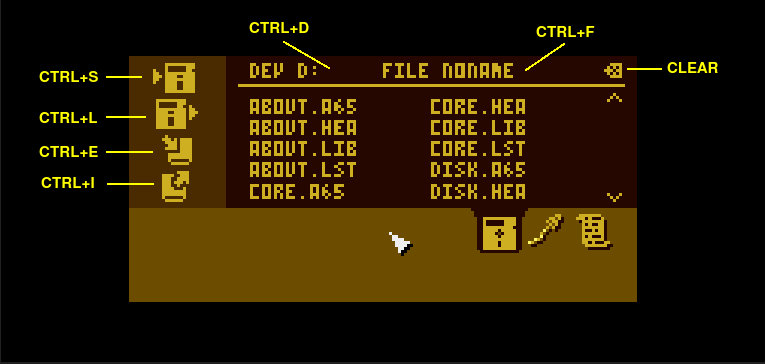 CTRL+D
CTRL+F
CTRL+S DEV D: FILE NONAME CLEAR
CTRL+L ABOUT.A65 CORE.HEA
ABOUT.HEA CORE.LIB
CTRL+E ABOUT.LIB CORE.LST
ABOUT.LST DISK.A65
CTRL+I CORE.A65 DISK.HEA